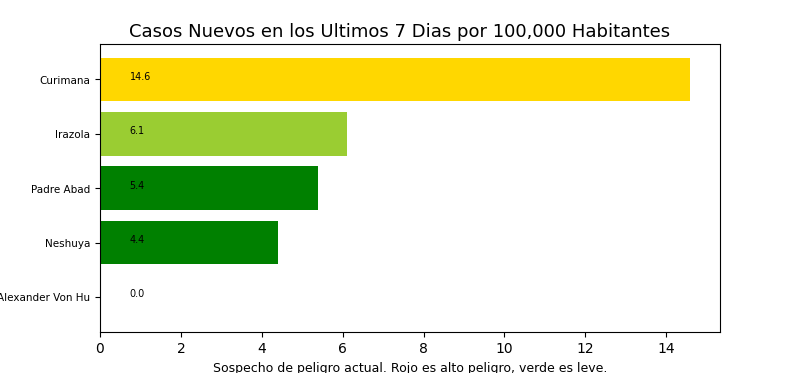 Casos Nuevos en los Ultimos 7 Dias por 100,000 Habitantes
Curimana
14.6
Irazola
6.1
Padre Abad
5.4
Neshuya
4.4
Alexander Von Hu
0.0
0 2 4 6 8 10 12 14
Sospecho de peligro actual. Rojo es alto peligro, verde es leve.